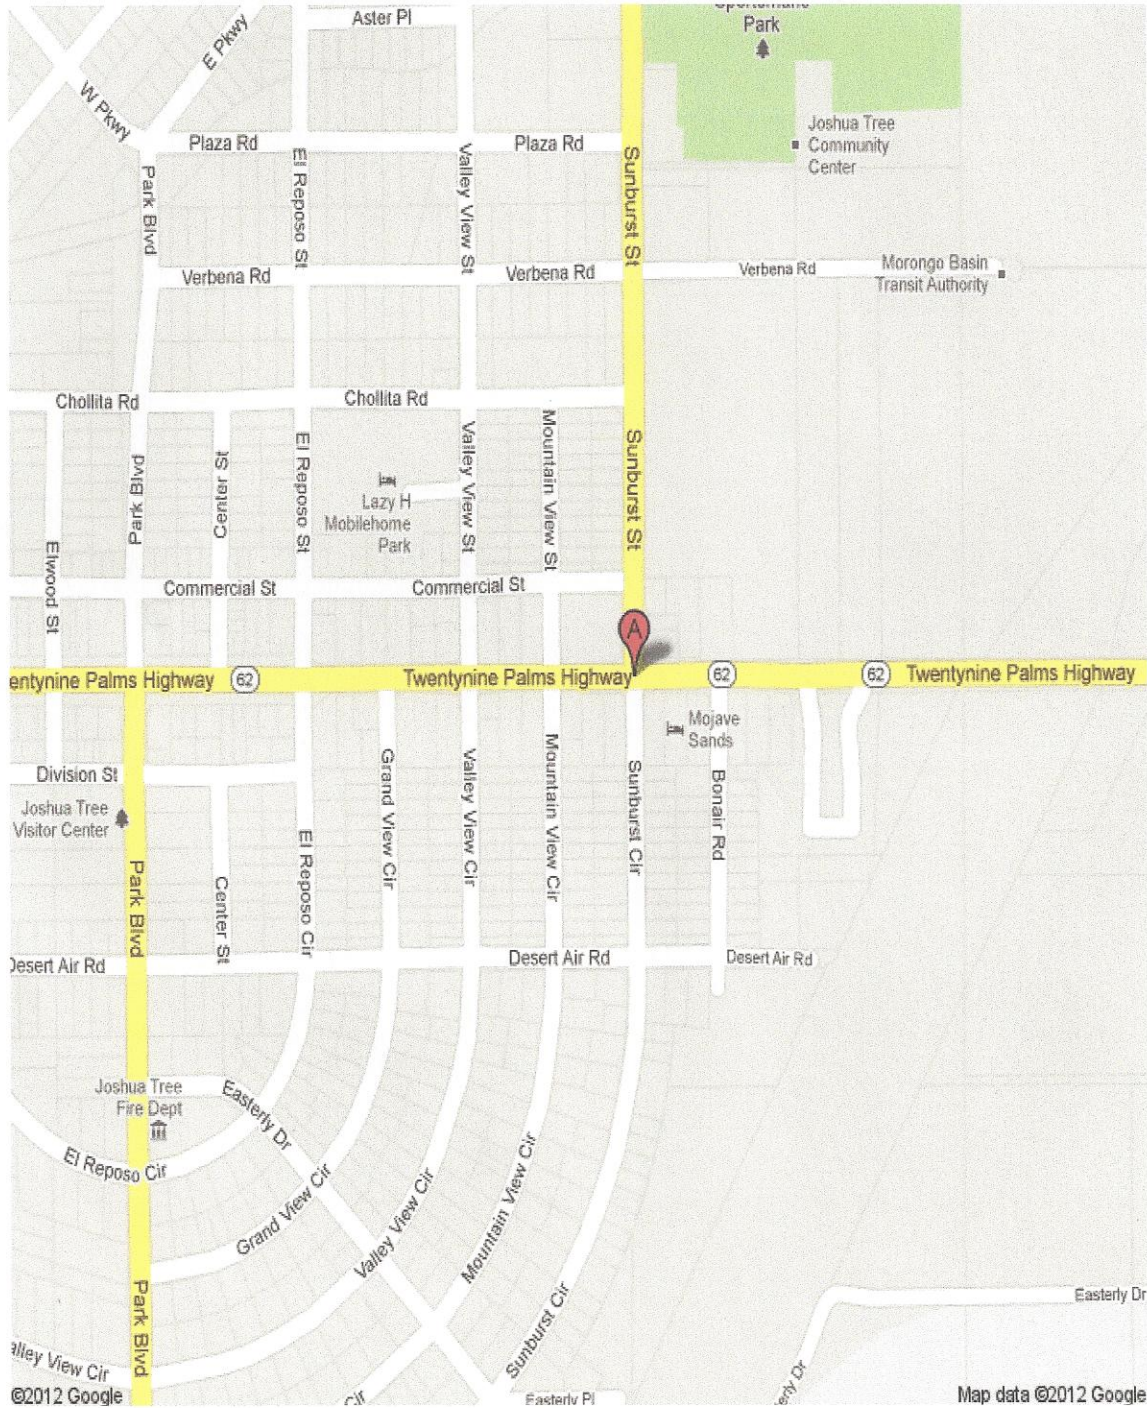 Aster Pl
Sportsmans
Park
E Pkwy
W Pkwy
Joshua Tree
Community
Center
Plaza Rd
Plaza Rd
Park Blvd
El Reposo St
Valley View St
Sunburst St
Verbena Rd
Verbena Rd
Verbena Rd
Morongo Basin
Transit Authority
Chollita Rd
Chollita Rd
Park Blvd
Center St
El Reposo St
Valley View St
Mountain View St
Sunburst St
Lazy H
Mobilehome
Park
Elwood St
Commercial St
Commercial St
A
entynine Palms Highway
62
Twentynine Palms Highway
62
62
Twentynine Palms Highway
Mojave
Sands
Division St
Joshua Tree
Visitor Center
Park Blvd
Center St
El Reposo Cir
Grand View Cir
Valley View Cir
Mountain View Cir
Sunburst Cir
Bonair Rd
Desert Air Rd
Desert Air Rd
Desert Air Rd
Joshua Tree
Fire Dept
Easterly Dr
El Reposo Cir
Grand View Cir
Valley View Cir
Mountain View Cir
Sunburst Cir
Easterly Dr
Park Blvd
alley View Cir
Cir
Easterly Pl
erly Dr
©2012 Google
Map data ©2012 Google